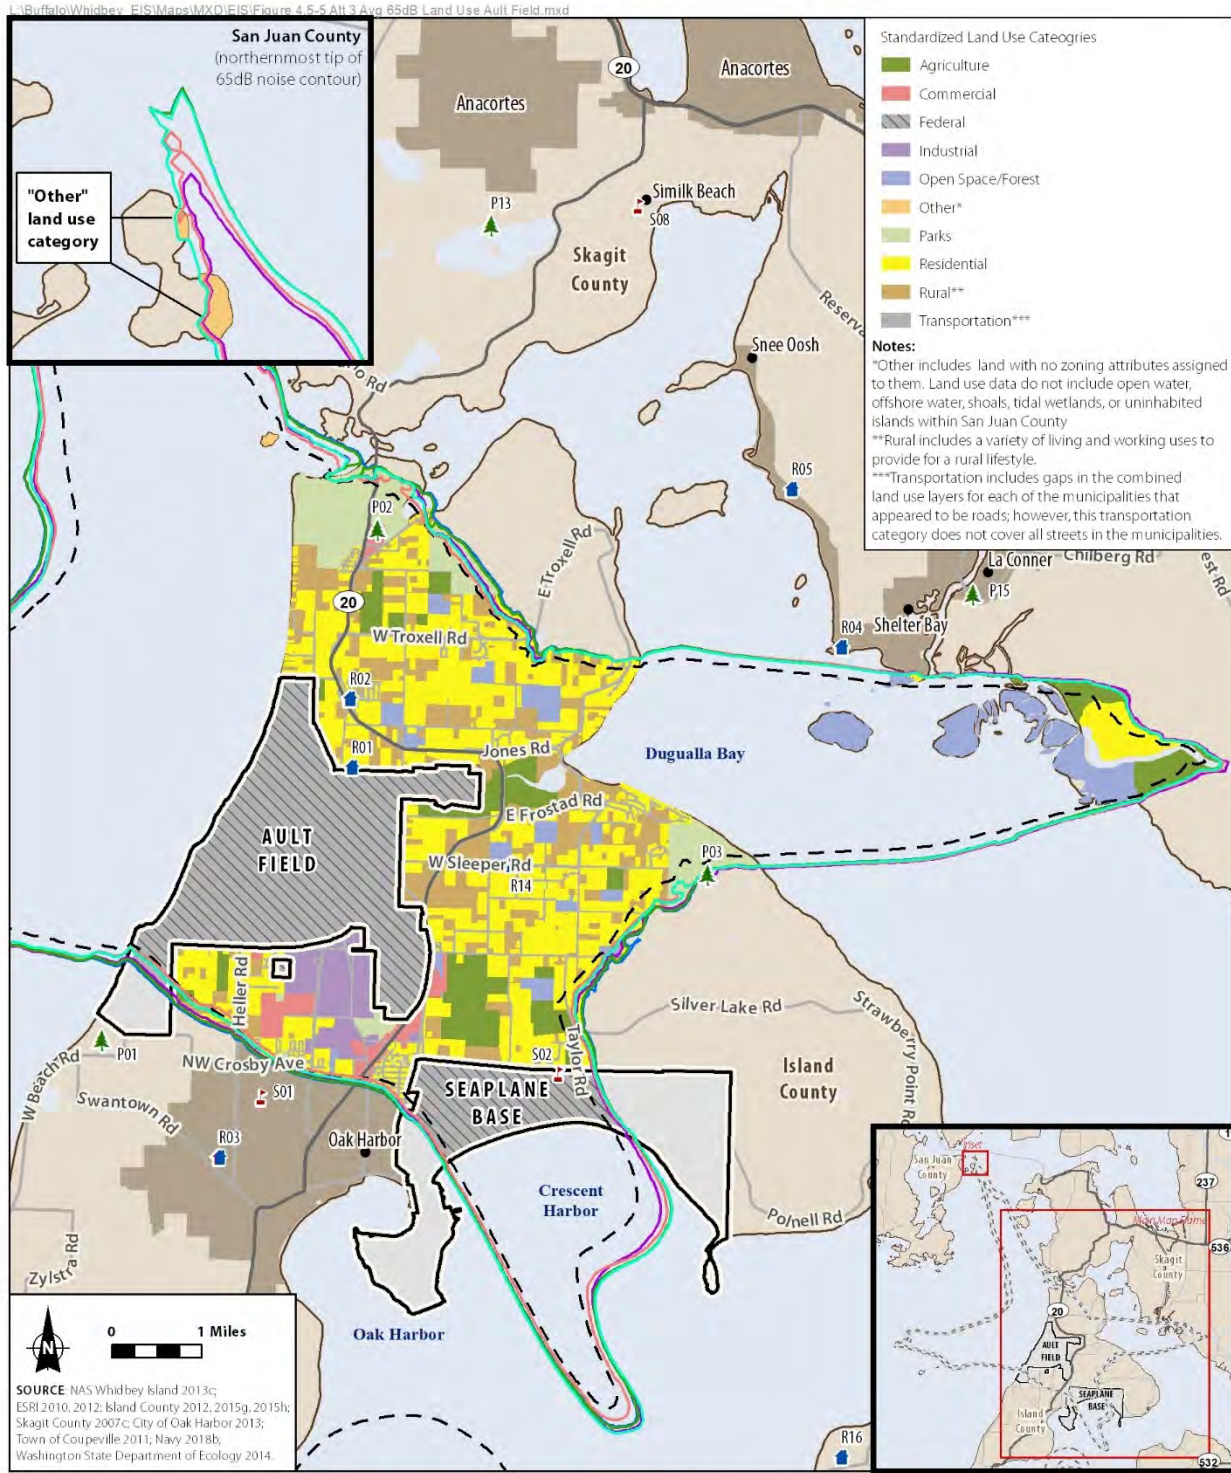 L:\Buffalo\Whidbey_EIS\Maps\MXD\EIS\Figure 4.5-5 Alt 3 Avg 65dB Land Use Ault Field.mxd
San Juan County
(northernmost tip of
65dB noise contour)
"Other"
land use
category
Anacortes
20
Anacortes
P13
Similk Beach
S08
Skagit
County
Snee Oosh
R05
Standardized Land Use Cateogries
Agriculture
Commercial
Federal
Industrial
Open Space/Forest
Other*
Parks
Residential
Rural**
Transportation***
Notes:
*Other includes land with no zoning attributes assigned
to them. Land use data do not include open water,
offshore water, shoals, tidal wetlands, or uninhabited
islands within San Juan County
**Rural includes a variety of living and working uses to
provide for a rural lifestyle.
***Transportation includes gaps in the combined
land use layers for each of the municipalities that
appeared to be roads; however, this transportation
category does not cover all streets in the municipalities.
P02
E Troxell Rd
La Conner
Chilberg Rd
P15
20
W Troxell Rd
R04
Shelter Bay
R02
R01
Jones Rd
Dugualla Bay
E Frostad Rd
AULT
FIELD
W Sleeper Rd
P03
R14
Heller Rd
Silver Lake Rd
Strawberry Point Rd
P01
W Beach Rd
NW Crosby Ave
S02
Taylor Rd
Island
County
SEAPLANE
BASE
S01
Swantown Rd
R03
Oak Harbor
Crescent
Harbor
Polnell Rd
Zylstra Rd
Oak Harbor
R16
N
0 1 Miles
SOURCE: NAS Whidbey Island 2013c;
ESRI 2010, 2012; Island County 2012, 2015g, 2015h;
Skagit County 2007c; City of Oak Harbor 2013;
Town of Coupeville 2011; Navy 2018b,
Washington State Department of Ecology 2014.
Inset
San Juan
County
237
Main Map Frame
536
Skagit
County
20
AULT
FIELD
SEAPLANE
BASE
Island
County
532